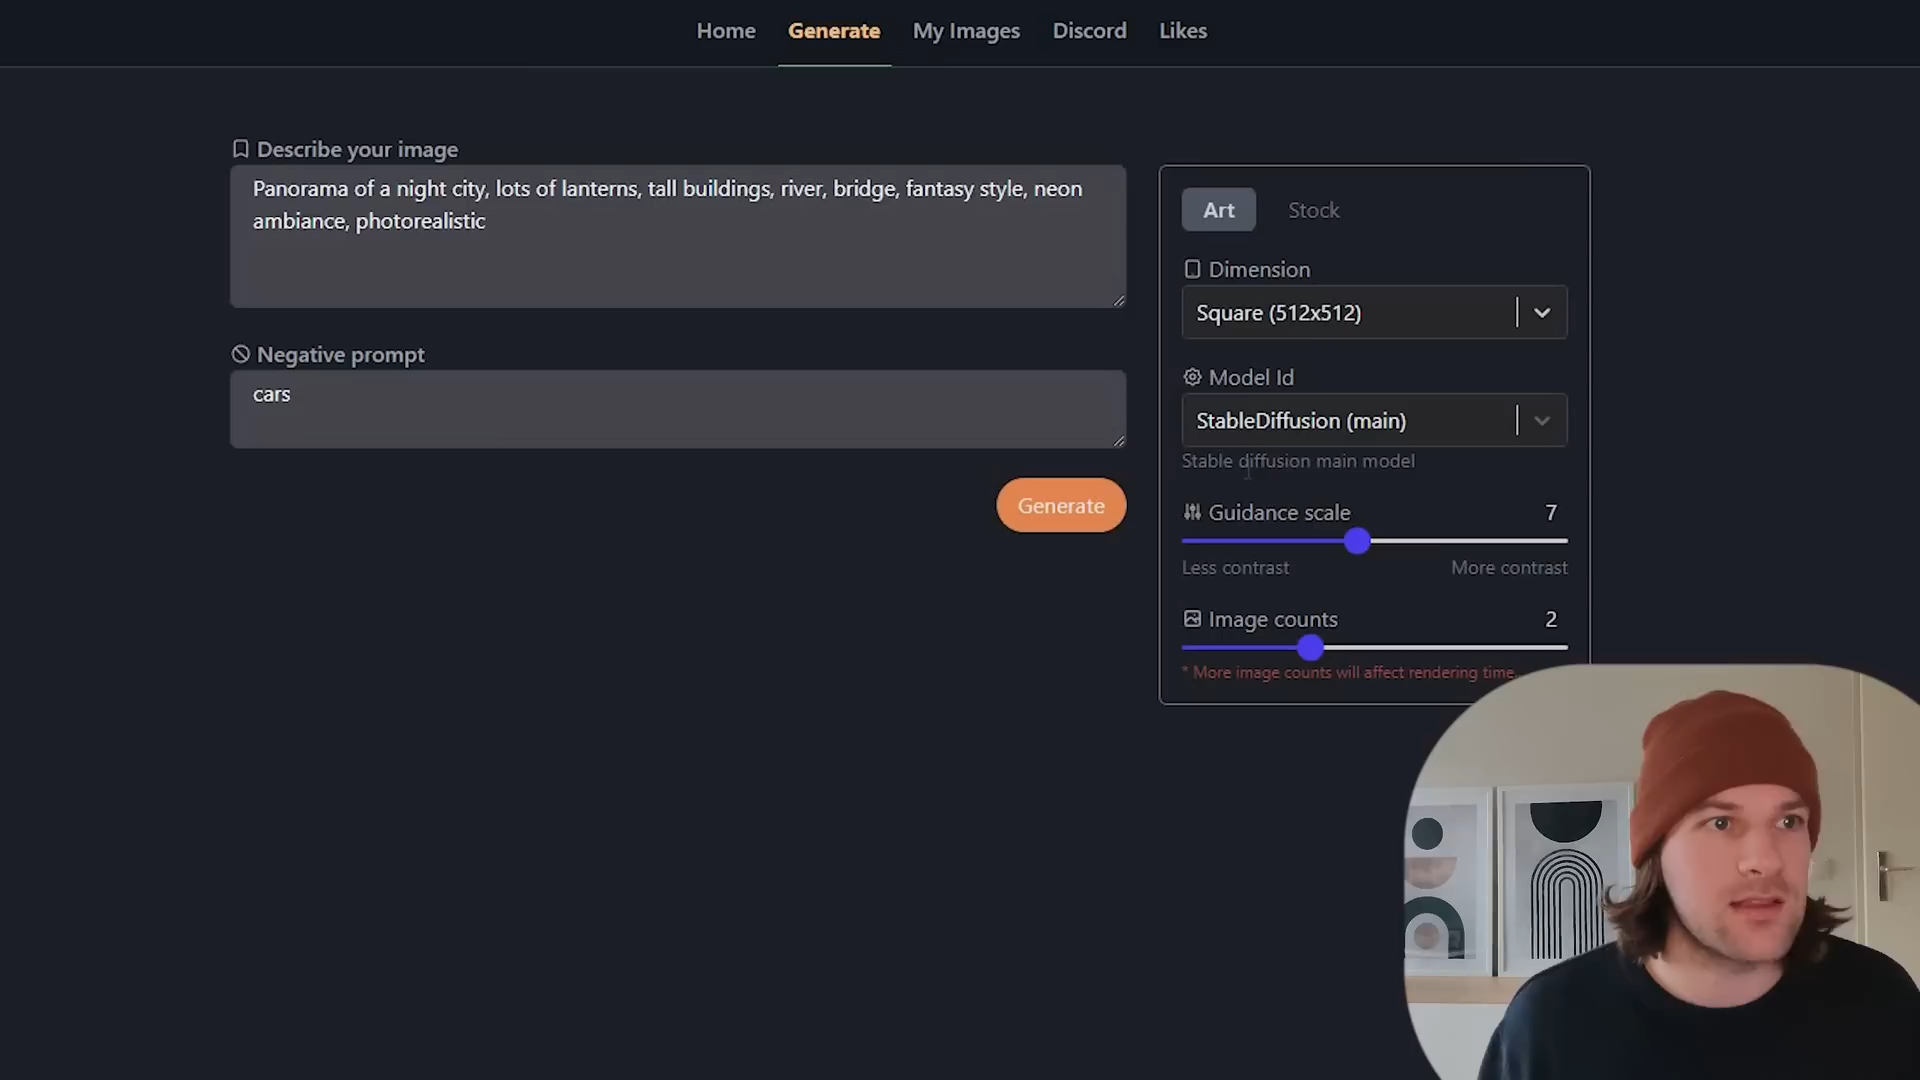 Home Generate My Images Discord Likes
Describe your image
Panorama of a night city, lots of lanterns, tall buildings, river, bridge, fantasy style, neon
ambiance, photorealistic
Negative prompt
cars
Generate
Art Stock
Dimension
Square (512x512)
Model Id
StableDiffusion (main)
Stable diffusion main model
Guidance scale 7
Less contrast More contrast
Image counts 2
* More image counts will affect rendering time.